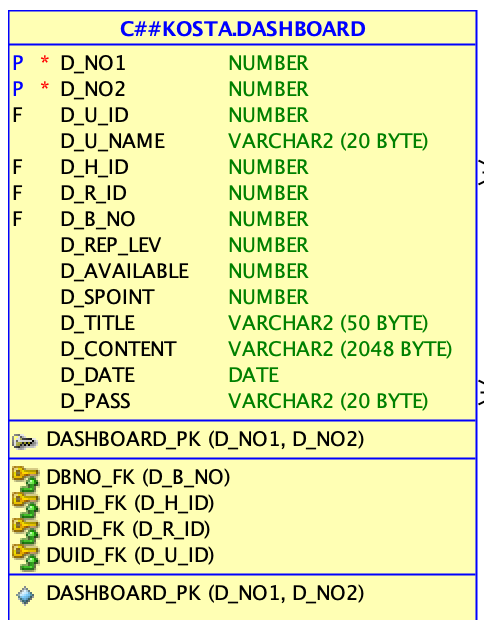 C##KOSTA.DASHBOARD
P * D_NO1 NUMBER
P * D_NO2 NUMBER
F D_U_ID NUMBER
D_U_NAME VARCHAR2 (20 BYTE)
F D_H_ID NUMBER
F D_R_ID NUMBER
F D_B_NO NUMBER
D_REP_LEV NUMBER
D_AVAILABLE NUMBER
D_SPOINT NUMBER
D_TITLE VARCHAR2 (50 BYTE)
D_CONTENT VARCHAR2 (2048 BYTE)
D_DATE DATE
D_PASS VARCHAR2 (20 BYTE)
DASHBOARD_PK (D_NO1, D_NO2)
DBNO_FK (D_B_NO)
DHID_FK (D_H_ID)
DRID_FK (D_R_ID)
DUID_FK (D_U_ID)
DASHBOARD_PK (D_NO1, D_NO2)